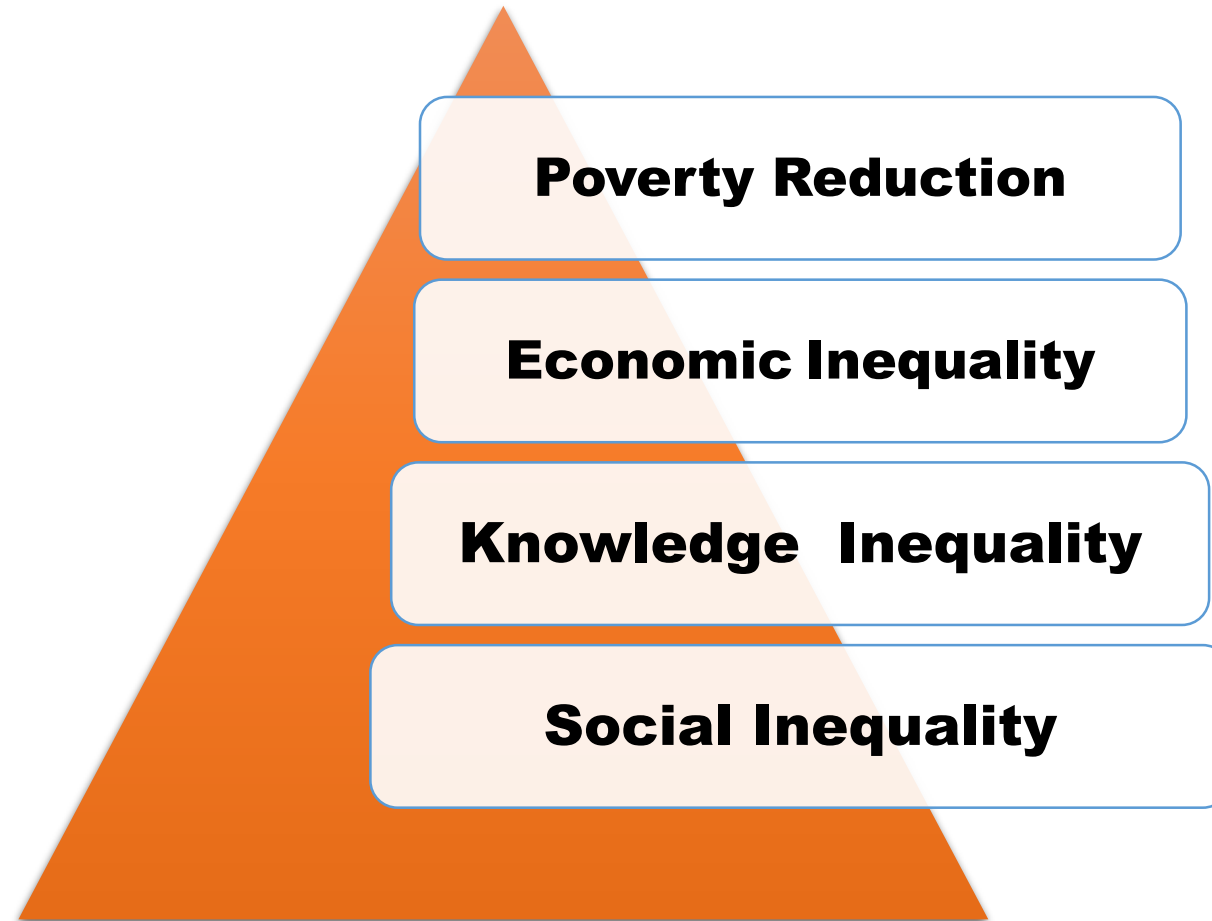 Poverty Reduction
Economic Inequality
Knowledge Inequality
Social Inequality